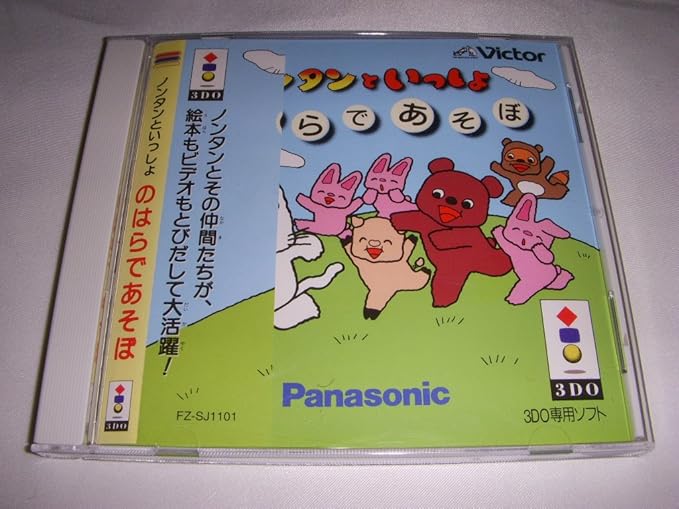 ノンタンといっしょ のはらであそぼ
3DO
3DO
ノンタンとその仲間たちが、
絵本もビデオもとびだして大活躍!
FZ-SJ1101
Victor
ンタンといっしょ
はらであそぼ
Panasonic
3DO
3DO専用ソフト